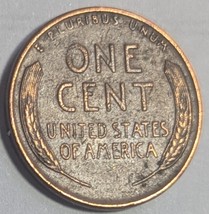 E · PLURIBUS · UNUM
ONE
CENT
UNITED STATES
OF AMERICA